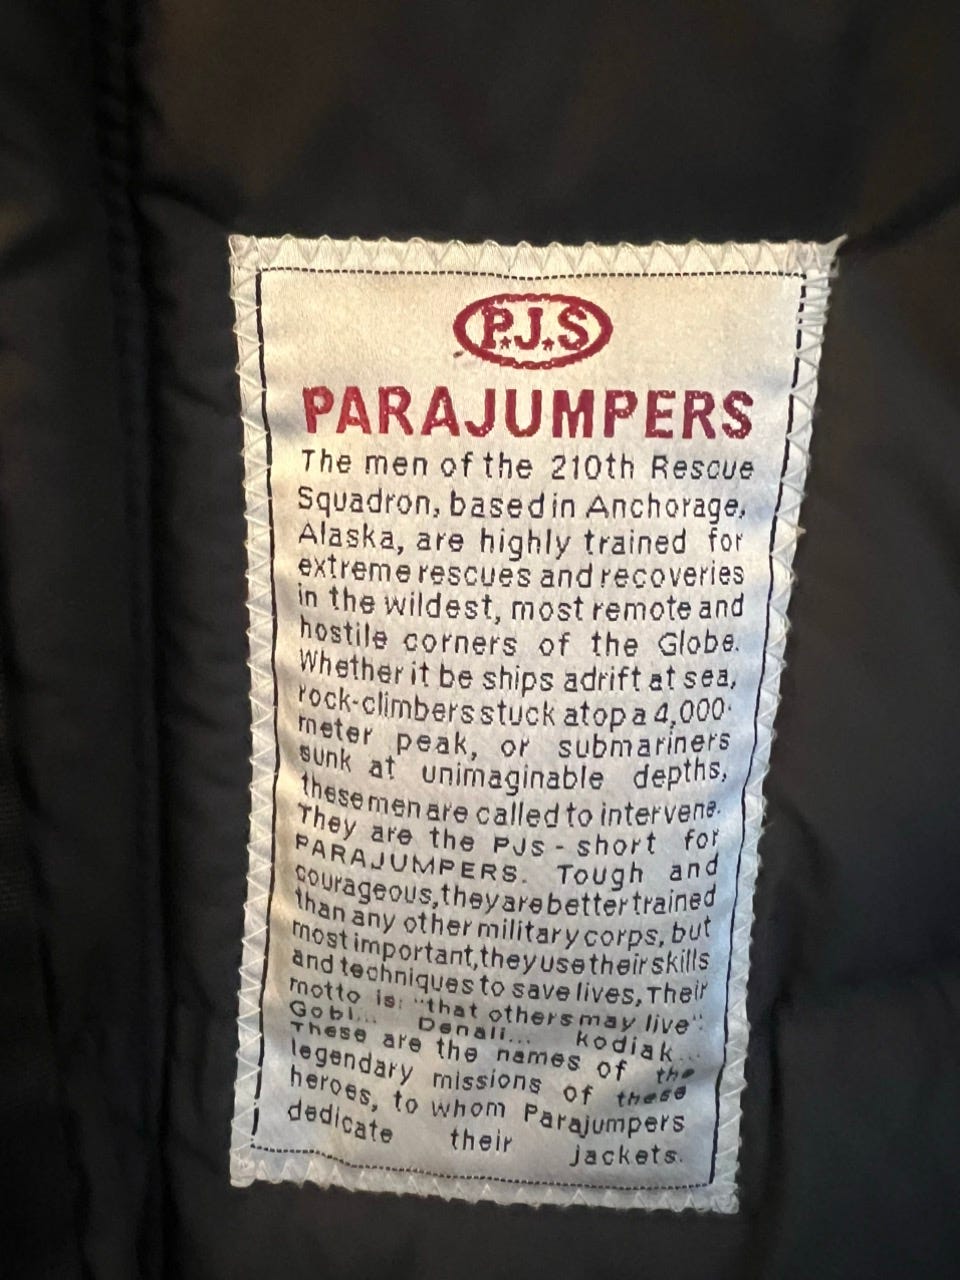 P.J.S
PARAJUMPERS
The men of the 210th Rescue
Squadron, based in Anchorage,
Alaska, are highly trained for
extreme rescues and recoveries
in the wildest, most remote and
hostile corners of the Globe.
Whether it be ships adrift at sea,
rock-climbers stuck atop a 4,000-
meter peak, or submariners
sunk at unimaginable depths,
these men are called to intervene.
They are the PJs - short for
PARAJUMPERS. Tough and
courageous, they are better trained
than any other military corps, but
most important, they use their skills
and techniques to save lives, Their
motto is: "that others may live".
Gobi... Denali... Kodiak...
These are the names of the
legendary missions of these
heroes, to whom Parajumpers
dedicate their jackets.